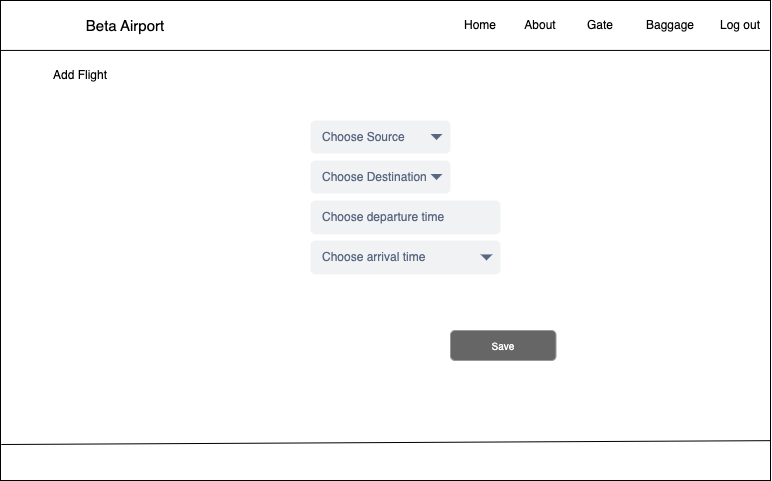 Beta Airport
Home About Gate Baggage Log out
Add Flight
Choose Source
Choose Destination
Choose departure time
Choose arrival time
Save